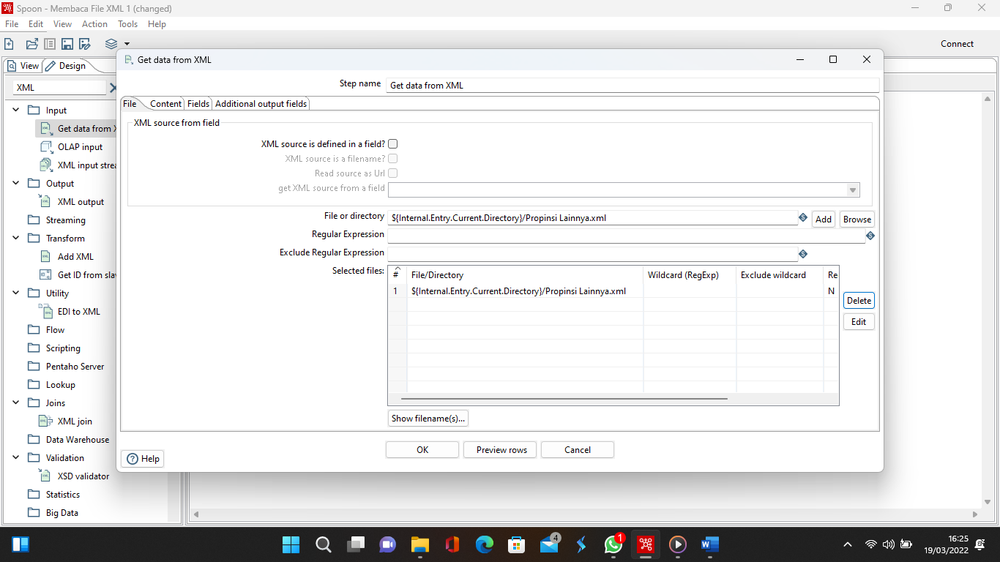 Spoon - Membaca File XML 1 (changed)
File Edit View Action Tools Help
Connect
View Design
XML
Input
Get data from X
OLAP input
XML input strea
Output
XML output
Streaming
Transform
Add XML
Get ID from slav
Utility
EDI to XML
Flow
Scripting
Pentaho Server
Lookup
Joins
XML join
Data Warehouse
Validation
XSD validator
Statistics
Big Data
Get data from XML
Step name Get data from XML
File Content Fields Additional output fields
XML source from field
XML source is defined in a field?
XML source is a filename?
Read source as Url
get XML source from a field
File or directory ${Internal.Entry.Current.Directory}/Propinsi Lainnya.xml Add Browse
Regular Expression
Exclude Regular Expression
Selected files: # File/Directory Wildcard (RegExp) Exclude wildcard Re
1 ${Internal.Entry.Current.Directory}/Propinsi Lainnya.xml N
Delete
Edit
Show filename(s)...
OK Preview rows Cancel
Help
4
1
16:25
19/03/2022